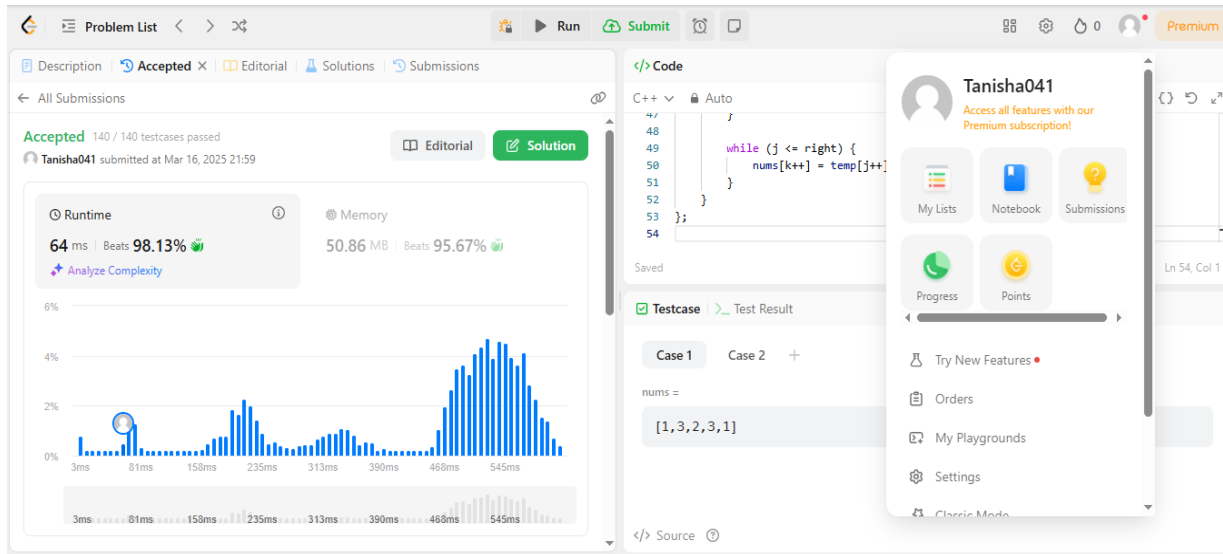 Problem List
Run
Submit
0
Premium
Description
Accepted
Editorial
Solutions
Submissions
All Submissions
Accepted 140 / 140 testcases passed
Tanisha041 submitted at Mar 16, 2025 21:59
Editorial
Solution
Runtime
64 ms | Beats 98.13%
Analyze Complexity
Memory
50.86 MB | Beats 95.67%
6%
4%
2%
0%
3ms 81ms 158ms 235ms 313ms 390ms 468ms 545ms
3ms 81ms 158ms 235ms 313ms 390ms 468ms 545ms
</> Code
C++ Auto
47 }
48
49 while (j <= right) {
50 nums[k++] = temp[j++]
51 }
52 }
53 };
54
Saved
Ln 54, Col 1
Testcase
Test Result
Case 1 Case 2 +
nums =
[1,3,2,3,1]
</> Source
Tanisha041
Access all features with our
Premium subscription!
My Lists
Notebook
Submissions
Progress
Points
Try New Features
Orders
My Playgrounds
Settings
Classic Mode